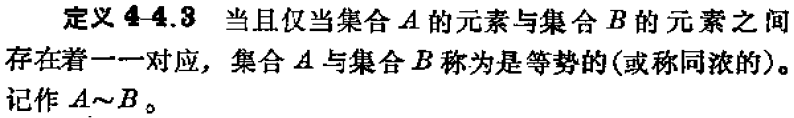 定义 4-4.3 当且仅当集合 A 的元素与集合 B 的元素之间
存在着一一对应，集合 A 与集合 B 称为是等势的(或称同浓的)。
记作 A~B。